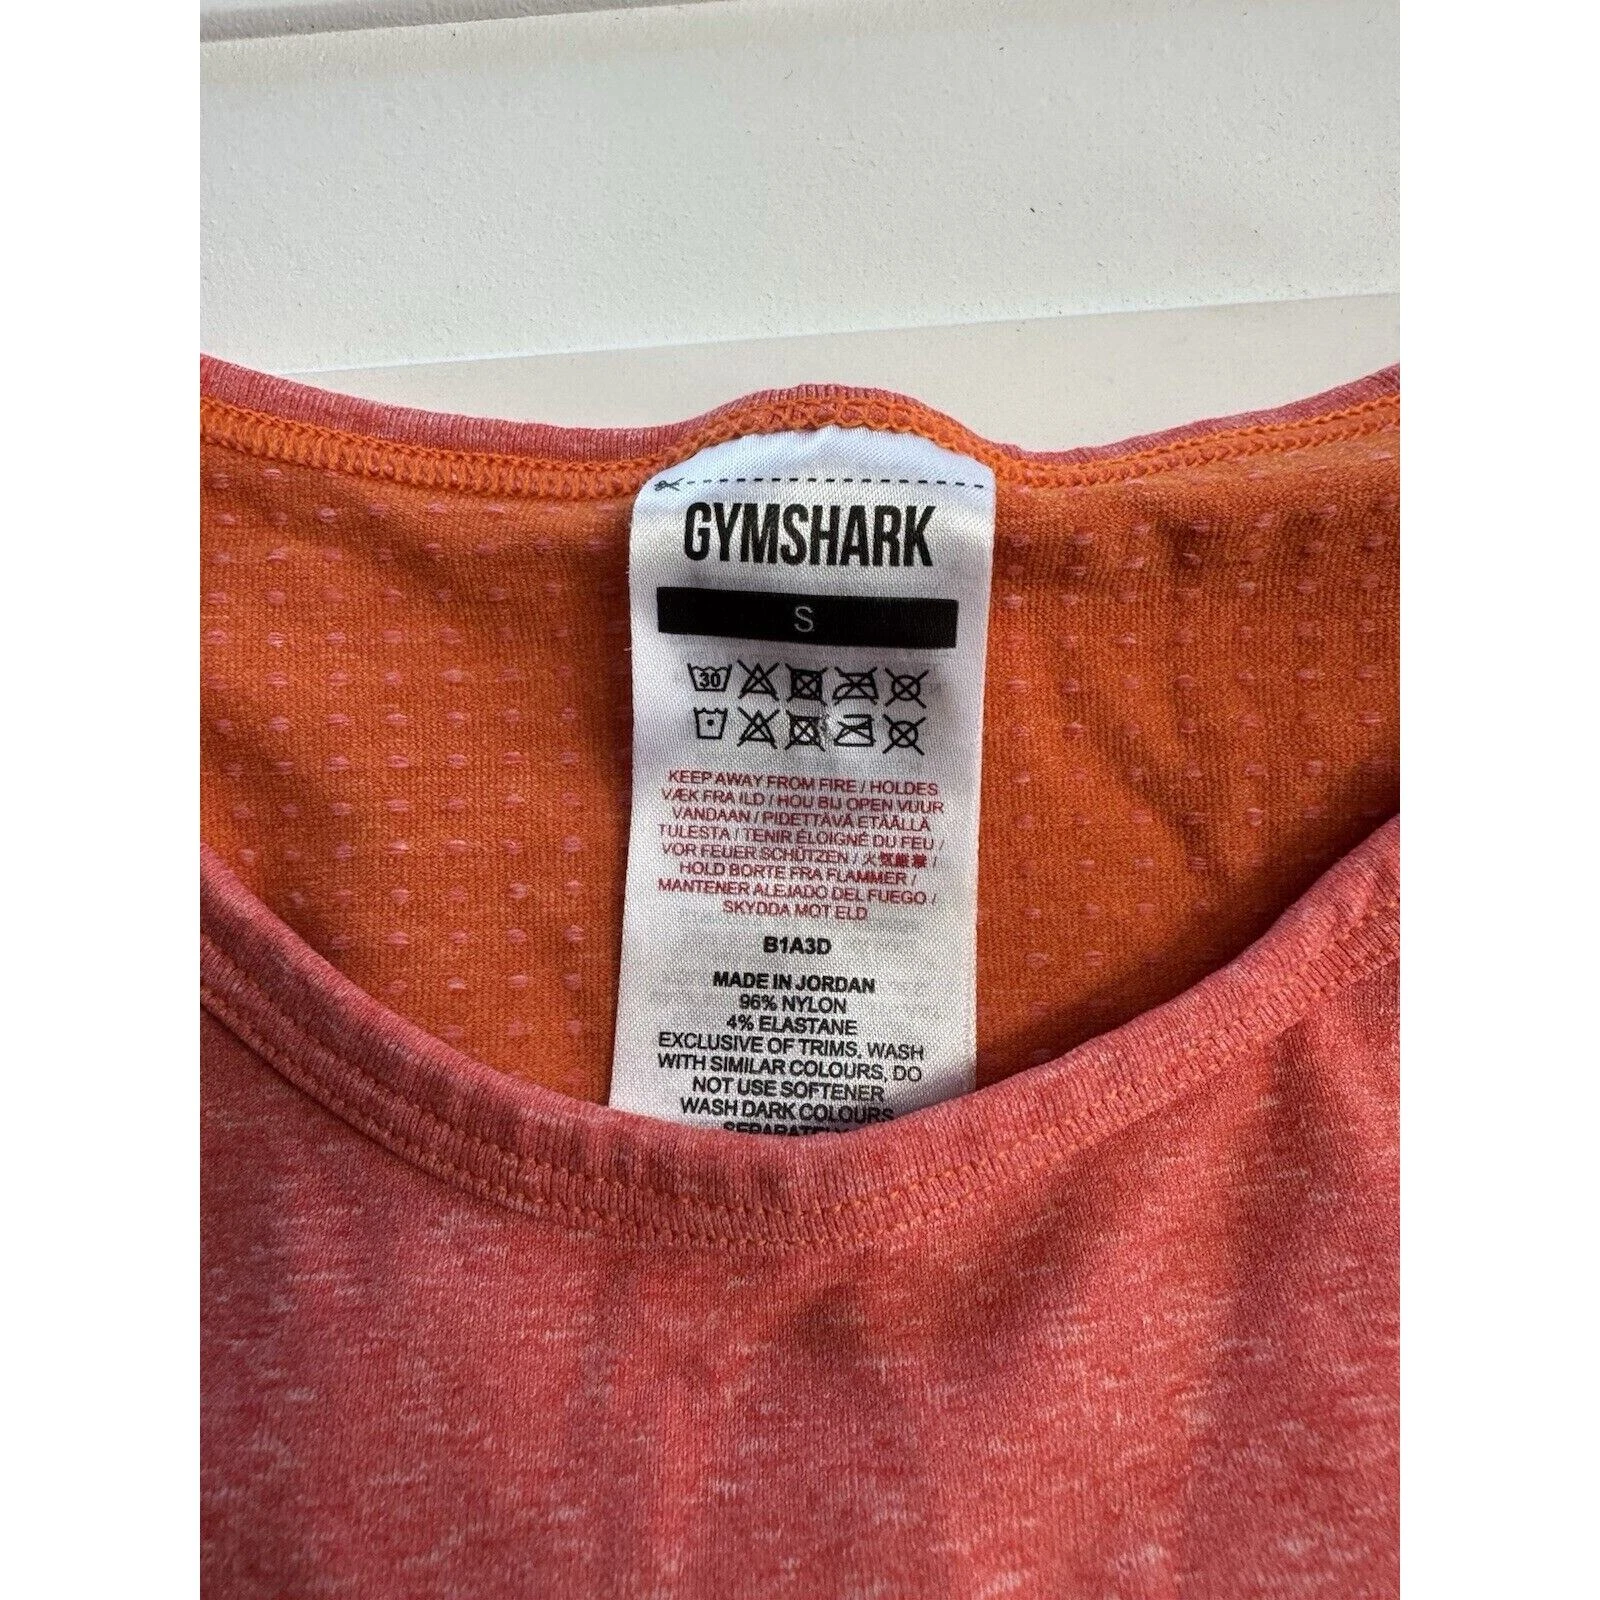 GYMSHARK
S
30
KEEP AWAY FROM FIRE / HOLDES
VÆK FRA ILD / HOU BIJ OPEN VUUR
VANDAAN / PIDETTÄVÄ ETÄÄLLÄ
TULESTA / TENIR ÉLOIGNÉ DU FEU /
VOR FEUER SCHÜTZEN / 火気厳禁 /
HOLD BORTE FRA FLAMMER /
MANTENER ALEJADO DEL FUEGO /
SKYDDA MOT ELD
B1A3D
MADE IN JORDAN
96% NYLON
4% ELASTANE
EXCLUSIVE OF TRIMS, WASH
WITH SIMILAR COLOURS, DO
NOT USE SOFTENER
WASH DARK COLOURS
SEPARATELY